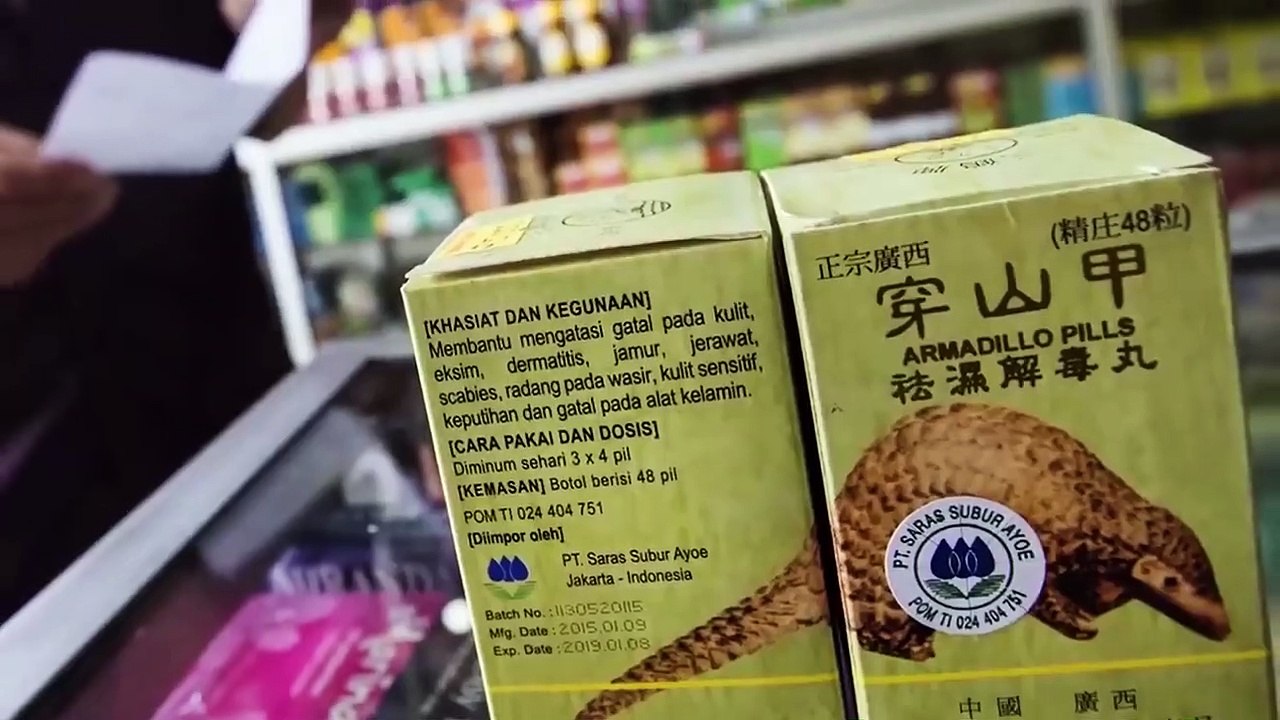 [KHASIAT DAN KEGUNAAN]
Membantu mengatasi gatal pada kulit,
eksim, dermatitis, jamur, jerawat,
scabies, radang pada wasir, kulit sensitif,
keputihan dan gatal pada alat kelamin.
[CARA PAKAI DAN DOSIS]
Diminum sehari 3 x 4 pil
[KEMASAN] Botol berisi 48 pil
POM TI 024 404 751
[Diimpor oleh]
PT. Saras Subur Ayoe
Jakarta - Indonesia
Batch No. : 1130520115
Mfg. Date : 2015.01.09
Exp. Date : 2019.01.08
(精庄48粒)
正宗廣西
穿山甲
ARMADILLO PILLS
袪濕解毒丸
PT. SARAS SUBUR AYOE
POM TI 024 404 751
中國 廣西